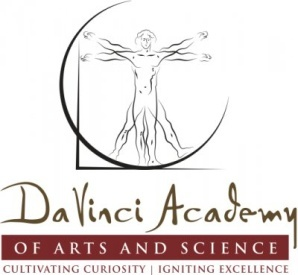 DaVinci Academy
OF ARTS AND SCIENCE
CULTIVATING CURIOSITY | IGNITING EXCELLENCE